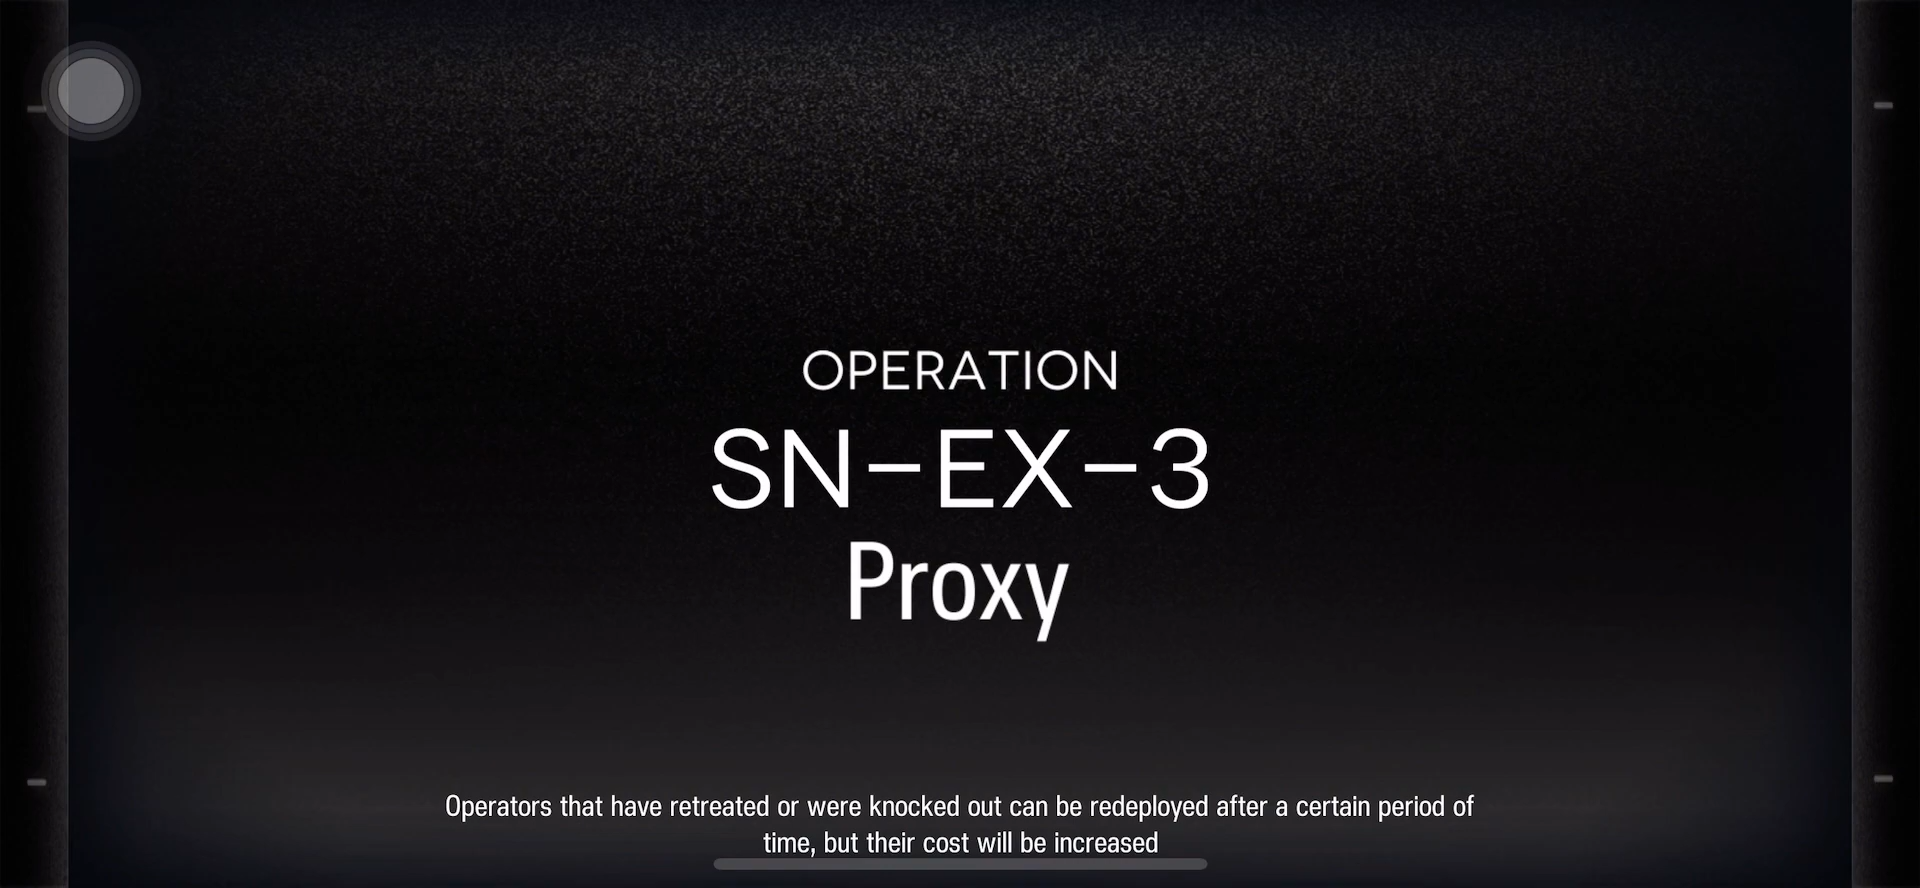 OPERATION
SN-EX-3
Proxy
Operators that have retreated or were knocked out can be redeployed after a certain period of
time, but their cost will be increased